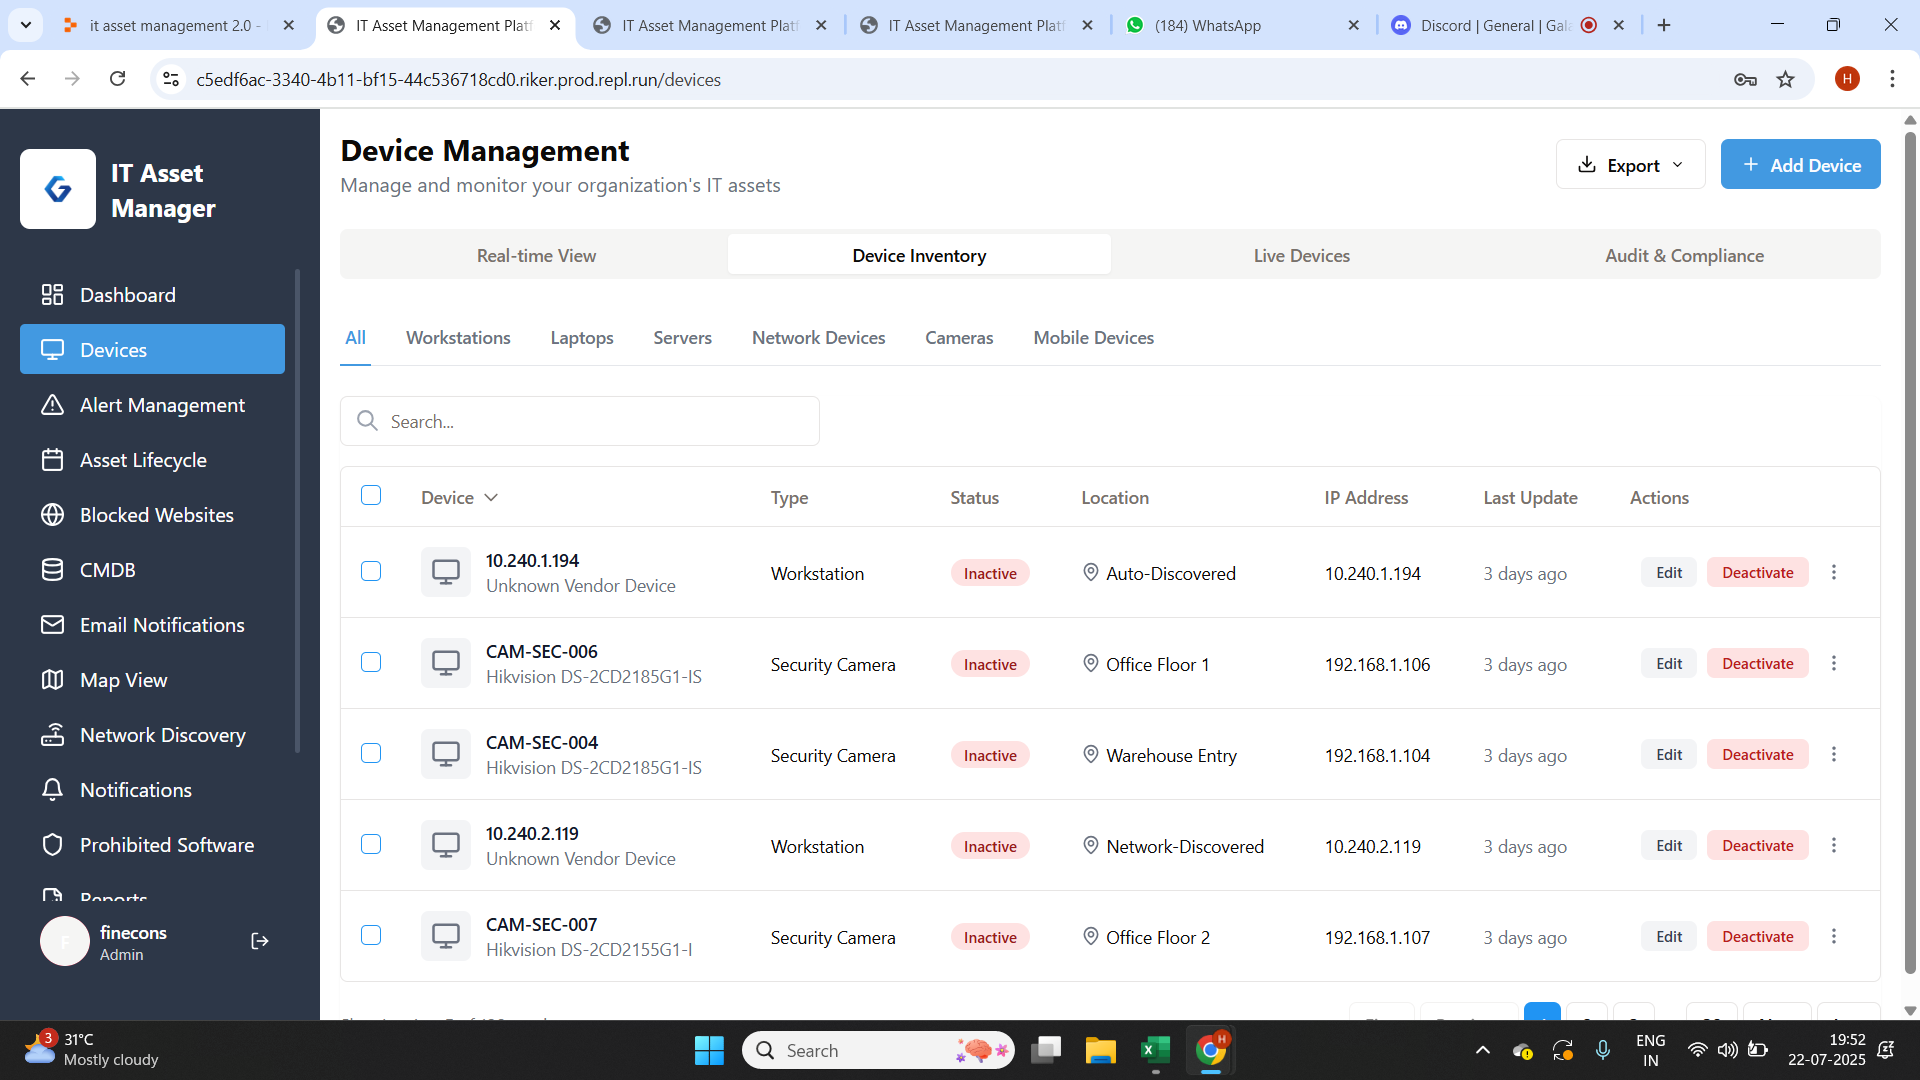 it asset management 2.0 -
IT Asset Management Platf
IT Asset Management Platf
IT Asset Management Platf
(184) WhatsApp
Discord | General | Gala
c5edf6ac-3340-4b11-bf15-44c536718cd0.riker.prod.repl.run/devices
H
IT Asset
Manager
Dashboard
Devices
Alert Management
Asset Lifecycle
Blocked Websites
CMDB
Email Notifications
Map View
Network Discovery
Notifications
Prohibited Software
Reports
F
finecons
Admin
Device Management
Manage and monitor your organization's IT assets
Export
Add Device
Real-time View
Device Inventory
Live Devices
Audit & Compliance
All Workstations Laptops Servers Network Devices Cameras Mobile Devices
Search...
Device Type Status Location IP Address Last Update Actions
10.240.1.194
Unknown Vendor Device
Workstation Inactive Auto-Discovered 10.240.1.194 3 days ago Edit Deactivate
CAM-SEC-006
Hikvision DS-2CD2185G1-IS
Security Camera Inactive Office Floor 1 192.168.1.106 3 days ago Edit Deactivate
CAM-SEC-004
Hikvision DS-2CD2185G1-IS
Security Camera Inactive Warehouse Entry 192.168.1.104 3 days ago Edit Deactivate
10.240.2.119
Unknown Vendor Device
Workstation Inactive Network-Discovered 10.240.2.119 3 days ago Edit Deactivate
CAM-SEC-007
Hikvision DS-2CD2155G1-I
Security Camera Inactive Office Floor 2 192.168.1.107 3 days ago Edit Deactivate
3
31°C
Mostly cloudy
Search
H
ENG
IN
19:52
22-07-2025